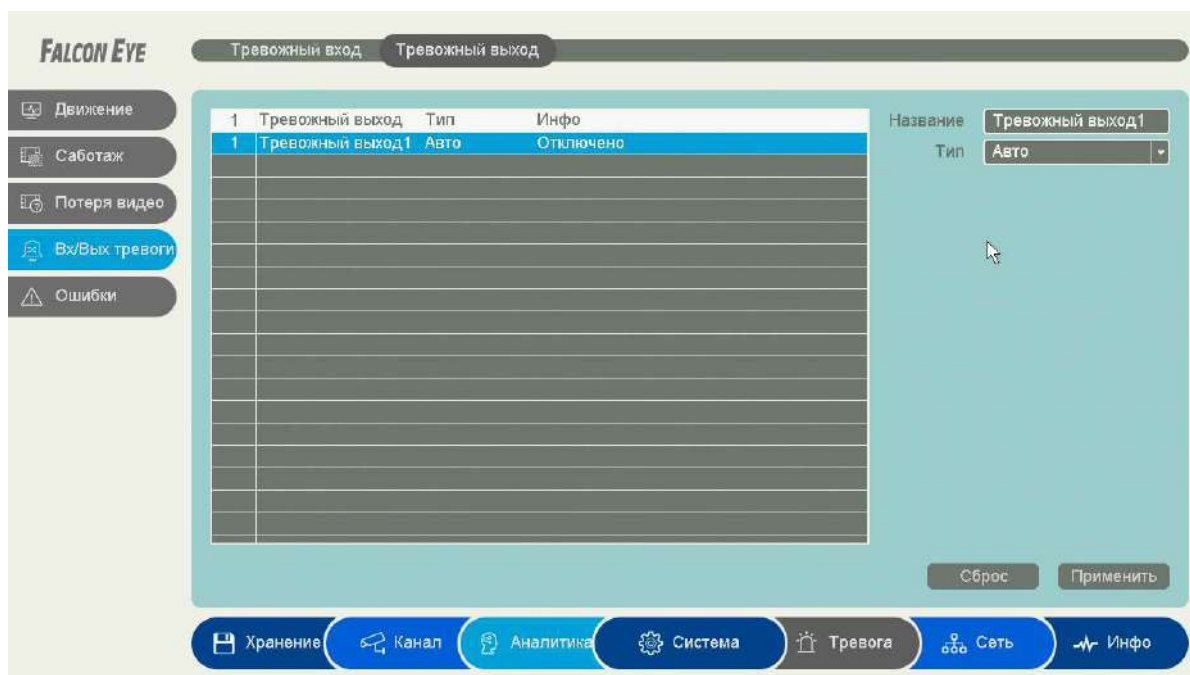 FALCON EYE
Тревожный вход Тревожный выход
Движение
Саботаж
Потеря видео
Вх/Вых тревоги
Ошибки
1 Тревожный выход Тип Инфо
1 Тревожный выход1 Авто Отключено
Название Тревожный выход1
Тип Авто
Сброс Применить
Хранение Канал Аналитика Система Тревога Сеть Инфо